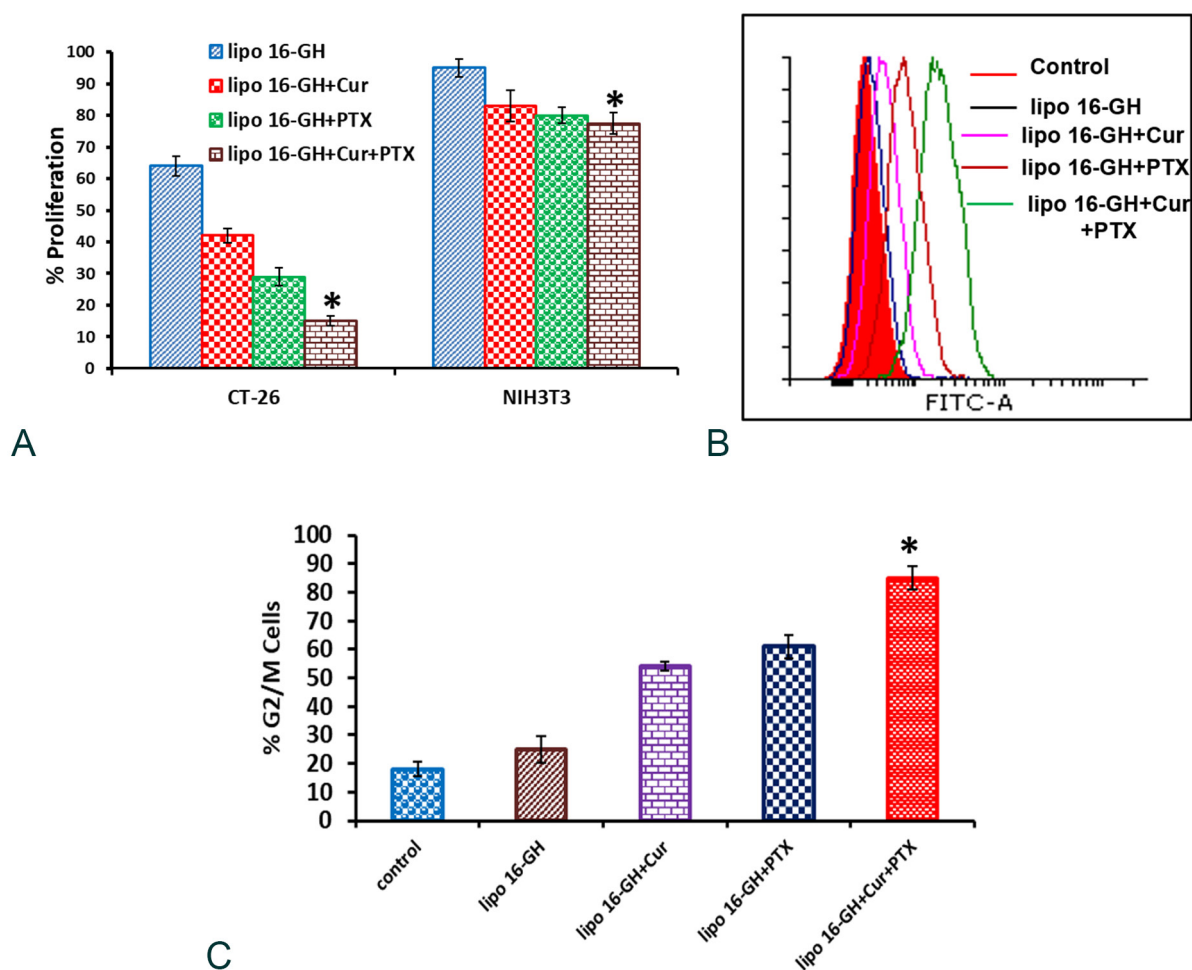 lipo 16-GH
lipo 16-GH+Cur
lipo 16-GH+PTX
lipo 16-GH+Cur+PTX
% Proliferation
100
90
80
70
60
50
40
30
20
10
0
*
*
CT-26
NIH3T3
A
Control
lipo 16-GH
lipo 16-GH+Cur
lipo 16-GH+PTX
lipo 16-GH+Cur
+PTX
FITC-A
B
% G2/M Cells
100
90
80
70
60
50
40
30
20
10
0
*
control
lipo 16-GH
lipo 16-GH+Cur
lipo 16-GH+PTX
lipo 16-GH+Cur+PTX
C